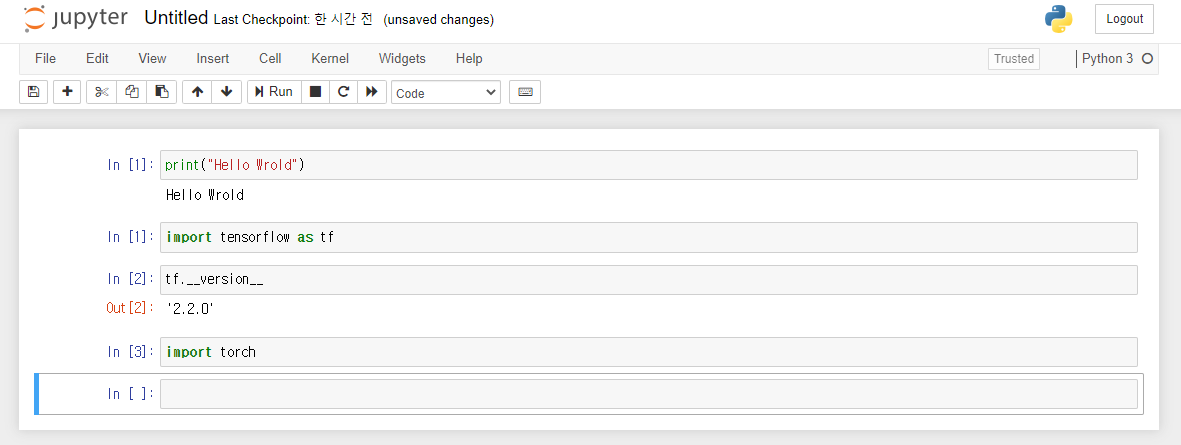 jupyter Untitled Last Checkpoint: 한 시간 전 (unsaved changes) Logout
File Edit View Insert Cell Kernel Widgets Help Trusted Python 3
Run Code
In [1]: print("Hello Wrold")
Hello Wrold
In [1]: import tensorflow as tf
In [2]: tf.__version__
Out[2]: '2.2.0'
In [3]: import torch
In [ ]: